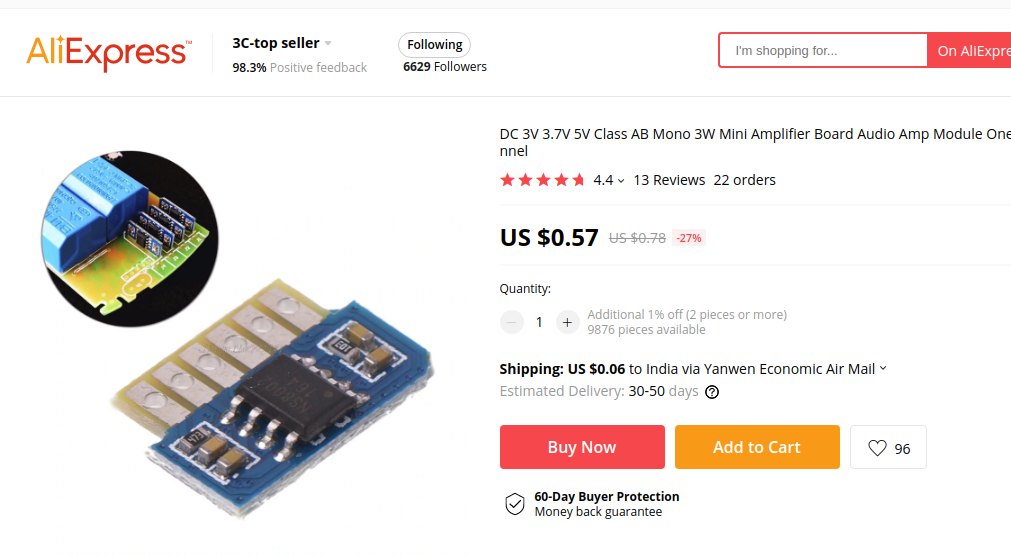 AliExpress™
3C-top seller
98.3% Positive feedback
Following
6629 Followers
I'm shopping for...
On AliExpre
DC 3V 3.7V 5V Class AB Mono 3W Mini Amplifier Board Audio Amp Module One
nnel
4.4
13 Reviews
22 orders
US $0.57
US $0.78
-27%
Quantity:
1
Additional 1% off (2 pieces or more)
9876 pieces available
Shipping: US $0.06 to India via Yanwen Economic Air Mail
Estimated Delivery: 30-50 days
Buy Now
Add to Cart
96
60-Day Buyer Protection
Money back guarantee
473